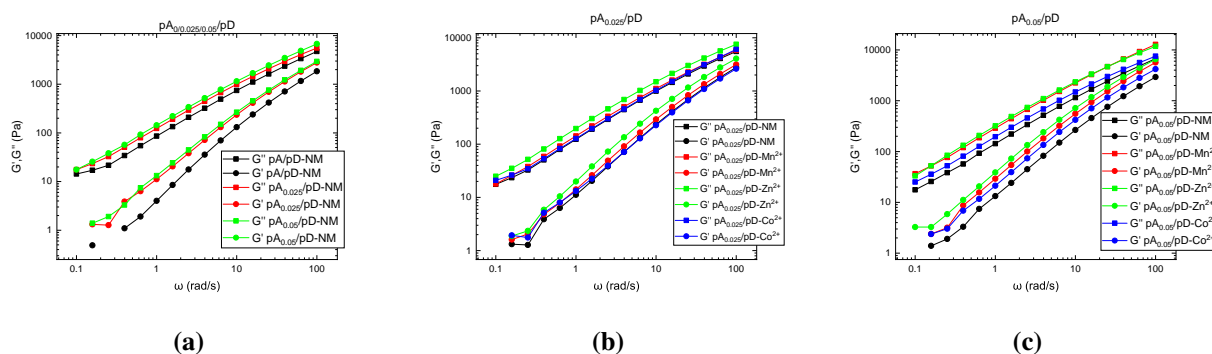 pA0/0.025/0.05/pD
G',G'' (Pa)
10000
1000
100
10
1
0.1
1
10
100
ω (rad/s)
G'' pA/pD-NM
G' pA/pD-NM
G'' pA0.025/pD-NM
G' pA0.025/pD-NM
G'' pA0.05/pD-NM
G' pA0.05/pD-NM
(a)
pA0.025/pD
G',G'' (Pa)
10000
1000
100
10
1
0.1
1
10
100
ω (rad/s)
G'' pA0.025/pD-NM
G' pA0.025/pD-NM
G'' pA0.025/pD-Mn2+
G' pA0.025/pD-Mn2+
G'' pA0.025/pD-Zn2+
G' pA0.025/pD-Zn2+
G'' pA0.025/pD-Co2+
G' pA0.025/pD-Co2+
(b)
pA0.05/pD
G',G'' (Pa)
10000
1000
100
10
1
0.1
1
10
100
ω (rad/s)
G'' pA0.05/pD-NM
G' pA0.05/pD-NM
G'' pA0.05/pD-Mn2
G' pA0.05/pD-Mn2
G'' pA0.05/pD-Zn2
G' pA0.05/pD-Zn2+
G'' pA0.05/pD-Co2
G' pA0.05/pD-Co2+
(c)